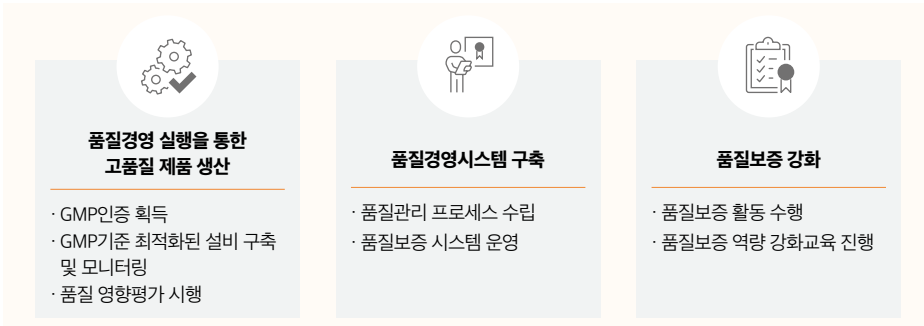 품질경영 실행을 통한
고품질 제품 생산
· GMP인증 획득
· GMP기준 최적화된 설비 구축
및 모니터링
· 품질 영향평가 시행
품질경영시스템 구축
· 품질관리 프로세스 수립
· 품질보증 시스템 운영
품질보증 강화
· 품질보증 활동 수행
· 품질보증 역량 강화교육 진행